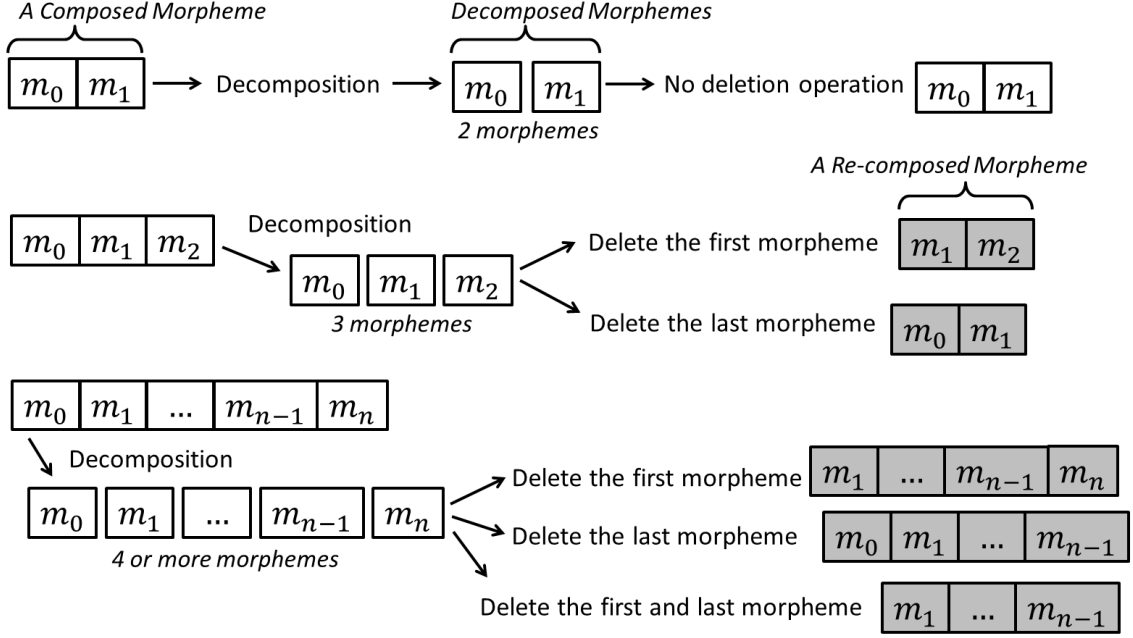 A Composed Morpheme
Decomposed Morphemes
m₀ m₁ Decomposition m₀ m₁ No deletion operation m₀ m₁
2 morphemes
A Re-composed Morpheme
Decomposition
m₀ m₁ m₂
Delete the first morpheme m₁ m₂
m₀ m₁ m₂
3 morphemes
Delete the last morpheme m₀ m₁
m₀ m₁ ... mₙ₋₁ mₙ
Decomposition
Delete the first morpheme m₁ ... mₙ₋₁ mₙ
m₀ m₁ ... mₙ₋₁ mₙ
Delete the last morpheme m₀ m₁ ... mₙ₋₁
4 or more morphemes
Delete the first and last morpheme m₁ ... mₙ₋₁